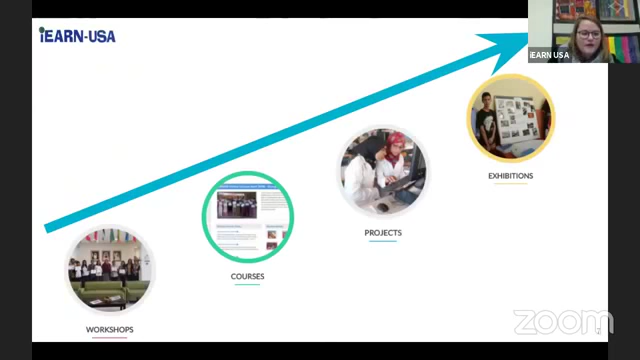 iEARN-USA
iEARN USA
EXHIBITIONS
PROJECTS
COURSES
WORKSHOPS
zoom